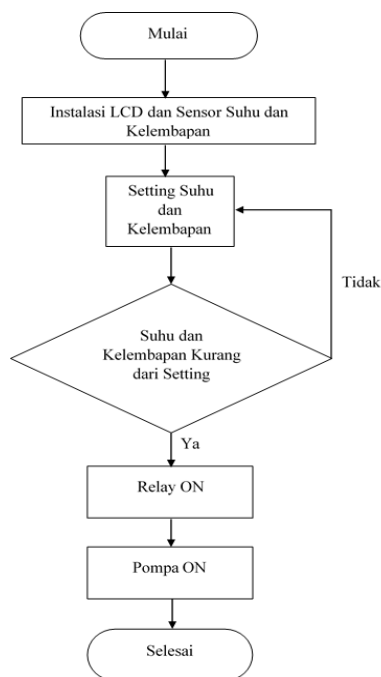 Mulai
Instalasi LCD dan Sensor Suhu dan
Kelembapan
Setting Suhu
dan
Kelembapan
Tidak
Suhu dan
Kelembapan Kurang
dari Setting
Ya
Relay ON
Pompa ON
Selesai